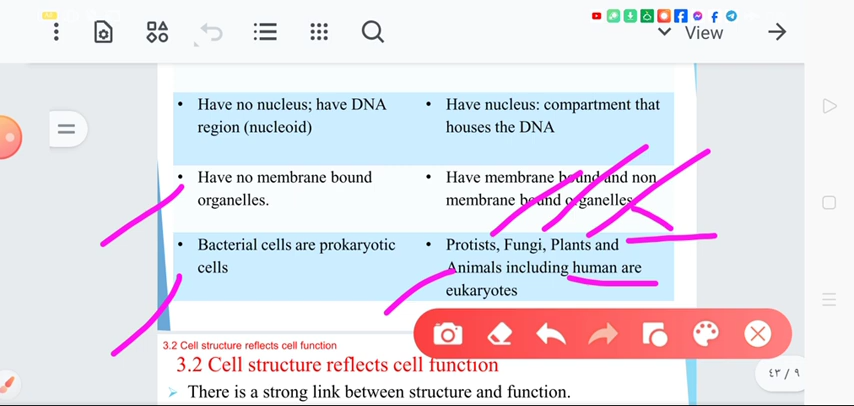 View
• Have no nucleus; have DNA
region (nucleoid)
• Have nucleus: compartment that
houses the DNA
• Have no membrane bound
organelles.
• Have membrane bound and non
membrane bound organelles
• Bacterial cells are prokaryotic
cells
• Protists, Fungi, Plants and
Animals including human are
eukaryotes
3.2 Cell structure reflects cell function
3.2 Cell structure reflects cell function
There is a strong link between structure and function.
٤٣ / ٩